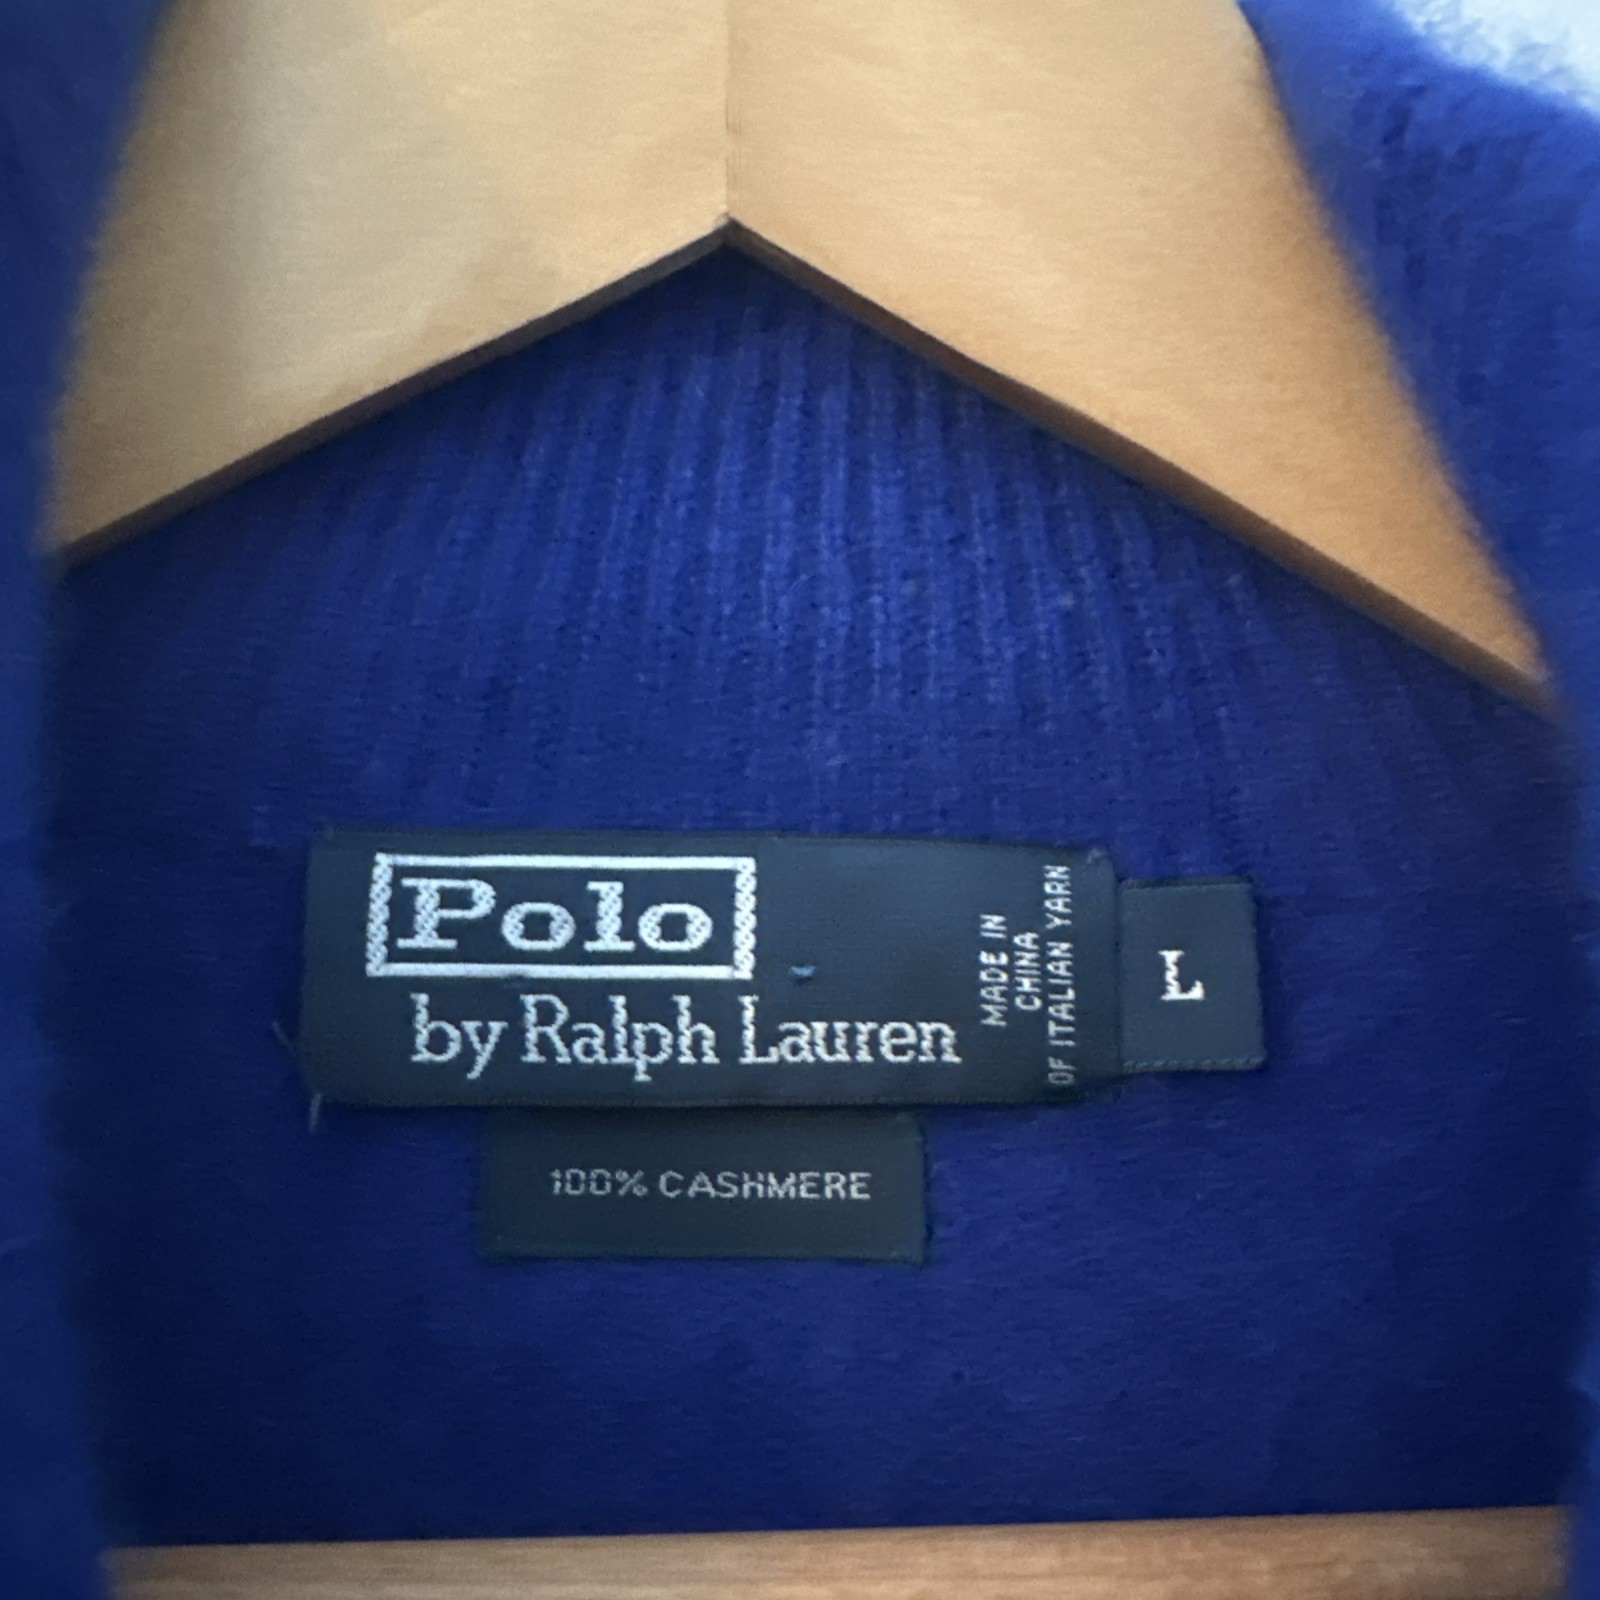 Polo
by Ralph Lauren
MADE IN
CHINA
OF ITALIAN YARN
L
100% CASHMERE